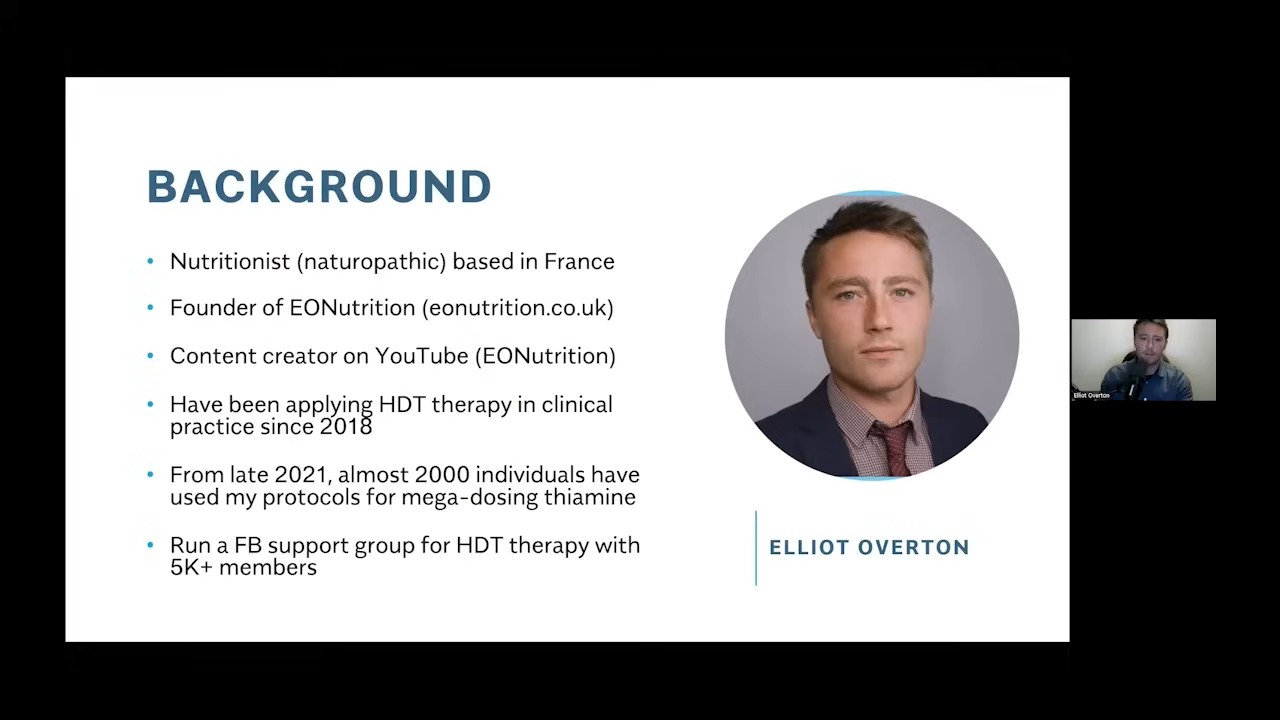 BACKGROUND
• Nutritionist (naturopathic) based in France
• Founder of EONutrition (eonutrition.co.uk)
• Content creator on YouTube (EONutrition)
• Have been applying HDT therapy in clinical
practice since 2018
• From late 2021, almost 2000 individuals have
used my protocols for mega-dosing thiamine
• Run a FB support group for HDT therapy with
5K+ members
ELLIOT OVERTON
Elliot Overton